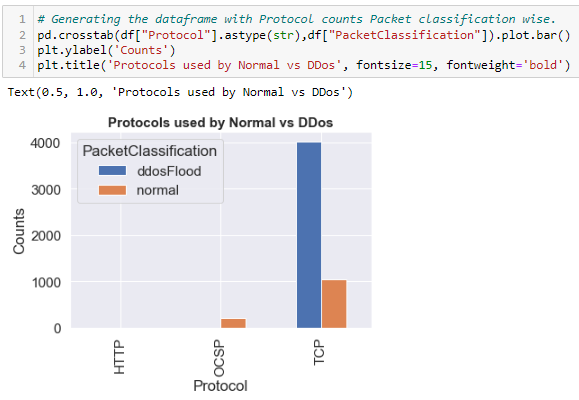 1 # Generating the dataframe with Protocol counts Packet classification wise.
2 pd.crosstab(df["Protocol"].astype(str),df["PacketClassification"]).plot.bar()
3 plt.ylabel('Counts')
4 plt.title('Protocols used by Normal vs DDos', fontsize=15, fontweight='bold')
Text(0.5, 1.0, 'Protocols used by Normal vs DDos')
Protocols used by Normal vs DDos
PacketClassification
ddosFlood
normal
4000
3000
2000
1000
0
Counts
HTTP
OCSP
TCP
Protocol